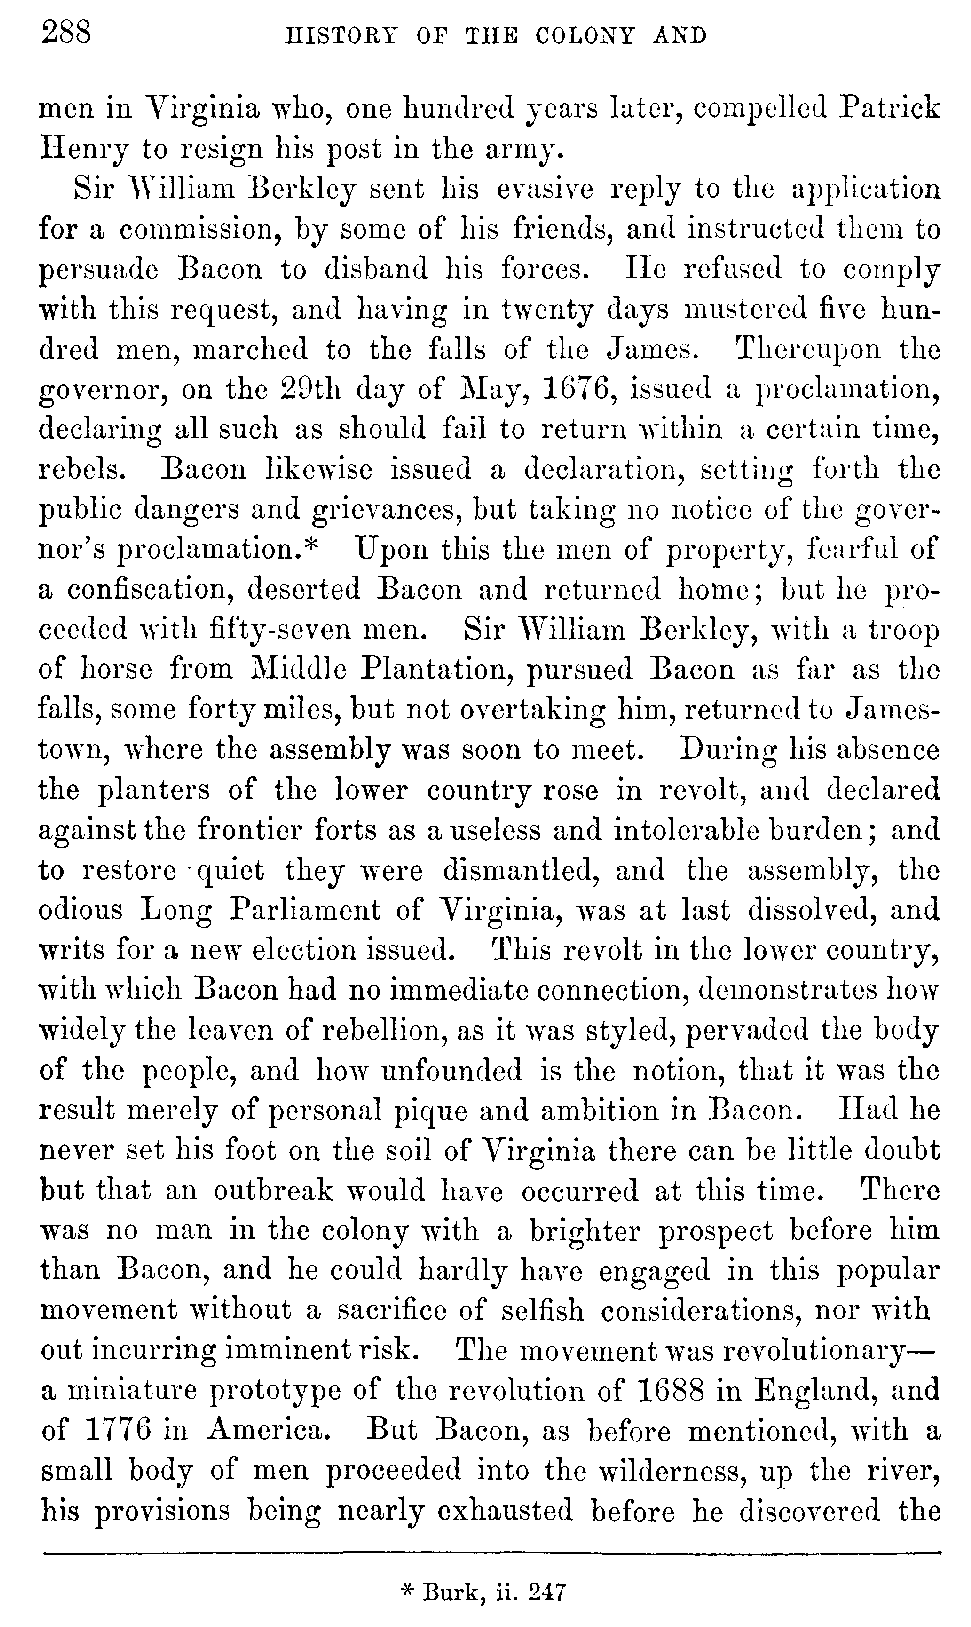 288 HISTORY OF THE COLONY AND
men in Virginia who, one hundred years later, compelled Patrick
Henry to resign his post in the army.
Sir William Berkley sent his evasive reply to the application
for a commission, by some of his friends, and instructed them to
persuade Bacon to disband his forces. He refused to comply
with this request, and having in twenty days mustered five hun-
dred men, marched to the falls of the James. Thereupon the
governor, on the 29th day of May, 1676, issued a proclamation,
declaring all such as should fail to return within a certain time,
rebels. Bacon likewise issued a declaration, setting forth the
public dangers and grievances, but taking no notice of the gover-
nor's proclamation.* Upon this the men of property, fearful of
a confiscation, deserted Bacon and returned home; but he pro-
ceeded with fifty-seven men. Sir William Berkley, with a troop
of horse from Middle Plantation, pursued Bacon as far as the
falls, some forty miles, but not overtaking him, returned to James-
town, where the assembly was soon to meet. During his absence
the planters of the lower country rose in revolt, and declared
against the frontier forts as a useless and intolerable burden; and
to restore quiet they were dismantled, and the assembly, the
odious Long Parliament of Virginia, was at last dissolved, and
writs for a new election issued. This revolt in the lower country,
with which Bacon had no immediate connection, demonstrates how
widely the leaven of rebellion, as it was styled, pervaded the body
of the people, and how unfounded is the notion, that it was the
result merely of personal pique and ambition in Bacon. Had he
never set his foot on the soil of Virginia there can be little doubt
but that an outbreak would have occurred at this time. There
was no man in the colony with a brighter prospect before him
than Bacon, and he could hardly have engaged in this popular
movement without a sacrifice of selfish considerations, nor with
out incurring imminent risk. The movement was revolutionary—
a miniature prototype of the revolution of 1688 in England, and
of 1776 in America. But Bacon, as before mentioned, with a
small body of men proceeded into the wilderness, up the river,
his provisions being nearly exhausted before he discovered the
* Burk, ii. 247